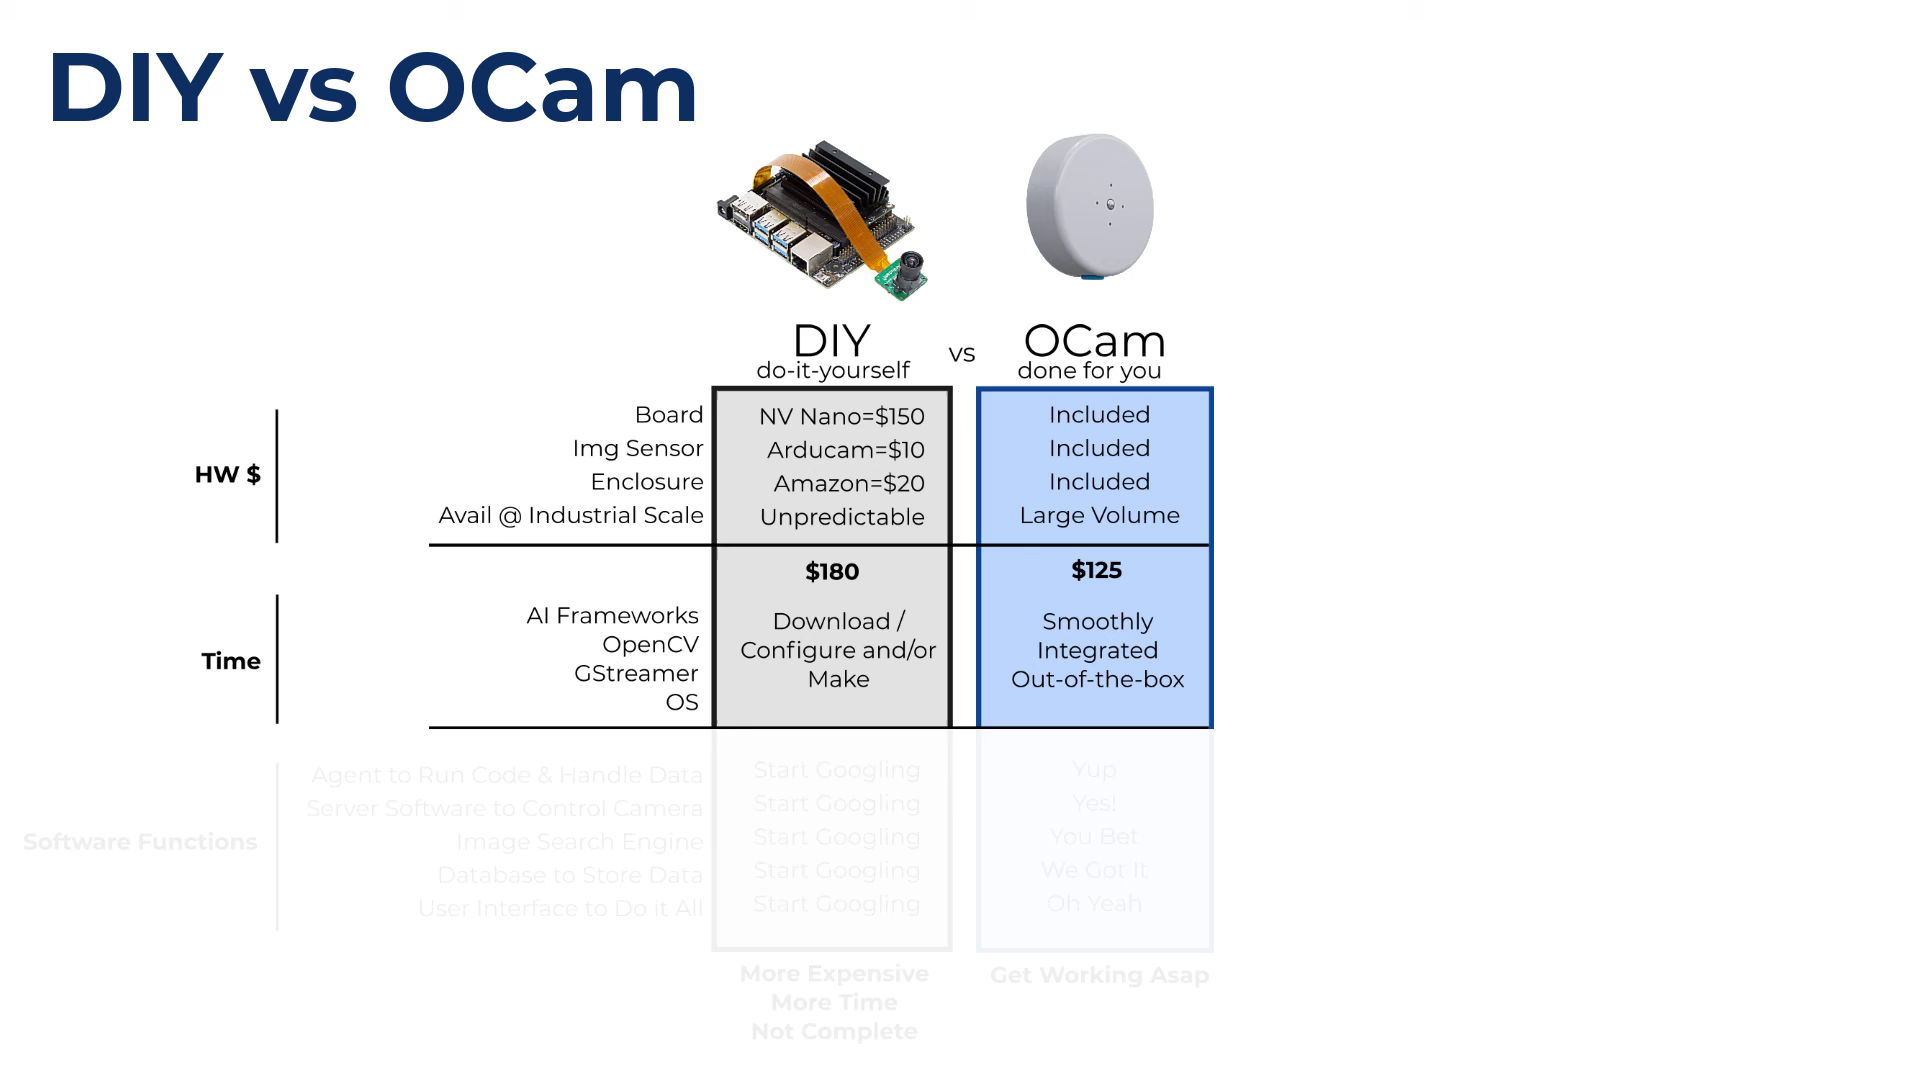 DIY vs OCam
DIY
do-it-yourself
vs
OCam
done for you
HW $
Board
NV Nano=$150
Included
Img Sensor
Arducam=$10
Included
Enclosure
Amazon=$20
Included
Avail @ Industrial Scale
Unpredictable
Large Volume
$180
$125
Time
AI Frameworks
OpenCV
GStreamer
OS
Download /
Configure and/or
Make
Smoothly
Integrated
Out-of-the-box
Software Functions
Agent to Run Code & Handle Data
Start Googling
Yup
Server Software to Control Camera
Start Googling
Yes!
Image Search Engine
Start Googling
You Bet
Database to Store Data
Start Googling
We Got It
User Interface to Do it All
Start Googling
Oh Yeah
More Expensive
More Time
Not Complete
Get Working Asap